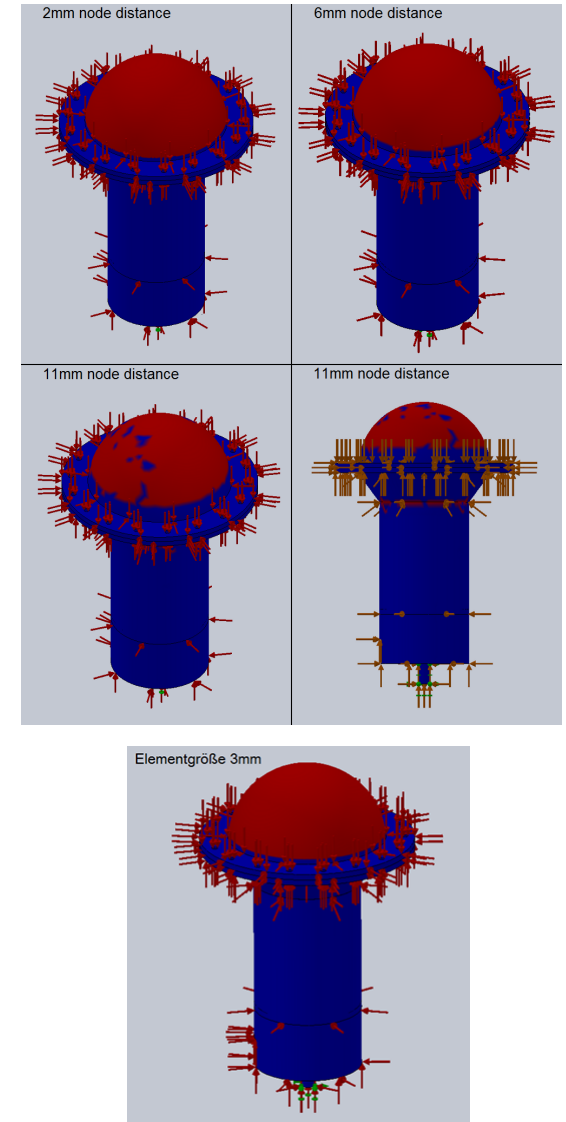 2mm node distance
6mm node distance
11mm node distance
11mm node distance
Elementgröße 3mm